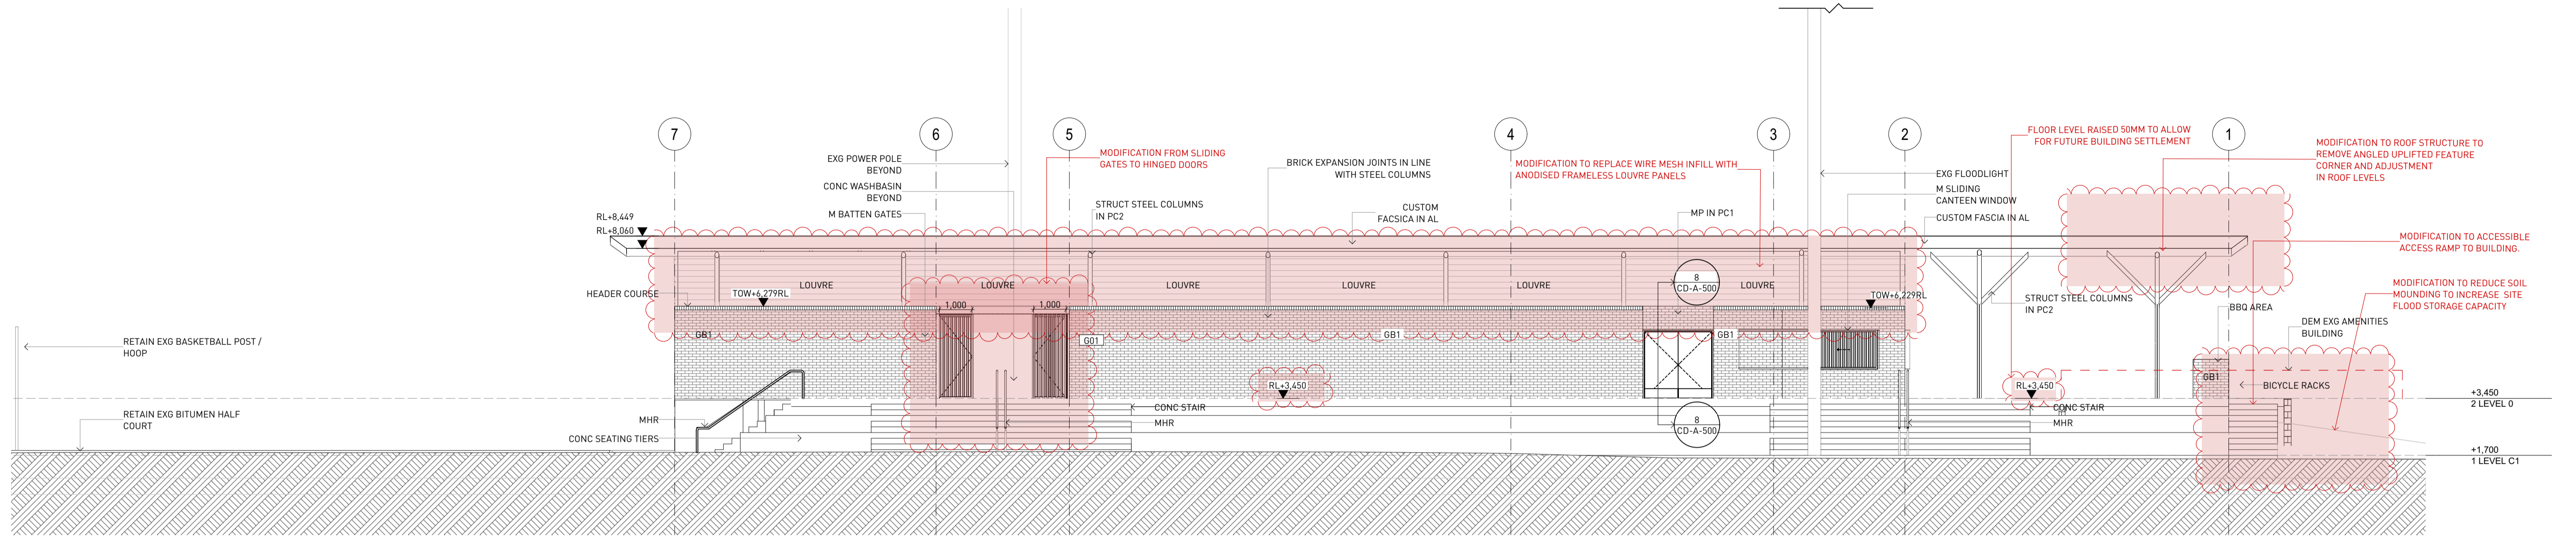 7
6
5
4
3
2
1
EXG POWER POLE
BEYOND
CONC WASHBASIN
BEYOND
M BATTEN GATES
MODIFICATION FROM SLIDING
GATES TO HINGED DOORS
STRUCT STEEL COLUMNS
IN PC2
BRICK EXPANSION JOINTS IN LINE
WITH STEEL COLUMNS
CUSTOM
FACSICA IN AL
MODIFICATION TO REPLACE WIRE MESH INFILL WITH
ANODISED FRAMELESS LOUVRE PANELS
MP IN PC1
EXG FLOODLIGHT
M SLIDING
CANTEEN WINDOW
CUSTOM FASCIA IN AL
FLOOR LEVEL RAISED 50MM TO ALLOW
FOR FUTURE BUILDING SETTLEMENT
MODIFICATION TO ROOF STRUCTURE TO
REMOVE ANGLED UPLIFTED FEATURE
CORNER AND ADJUSTMENT
IN ROOF LEVELS
MODIFICATION TO ACCESSIBLE
ACCESS RAMP TO BUILDING.
MODIFICATION TO REDUCE SOIL
MOUNDING TO INCREASE SITE
FLOOD STORAGE CAPACITY
RL+8,449
RL+8,060
HEADER COURSE
TOW+6,279RL
LOUVRE
LOUVRE
LOUVRE
LOUVRE
LOUVRE
LOUVRE
8
CD-A-500
TOW+6,229RL
STRUCT STEEL COLUMNS
IN PC2
BBQ AREA
DEM EXG AMENITIES
BUILDING
1,000
1,000
GB1
G01
GB1
GB1
GB1
RETAIN EXG BASKETBALL POST /
HOOP
RL+3,450
RL+3,450
BICYCLE RACKS
+3,450
2 LEVEL 0
RETAIN EXG BITUMEN HALF
COURT
MHR
CONC SEATING TIERS
CONC STAIR
MHR
8
CD-A-500
CONC STAIR
MHR
+1,700
1 LEVEL C1